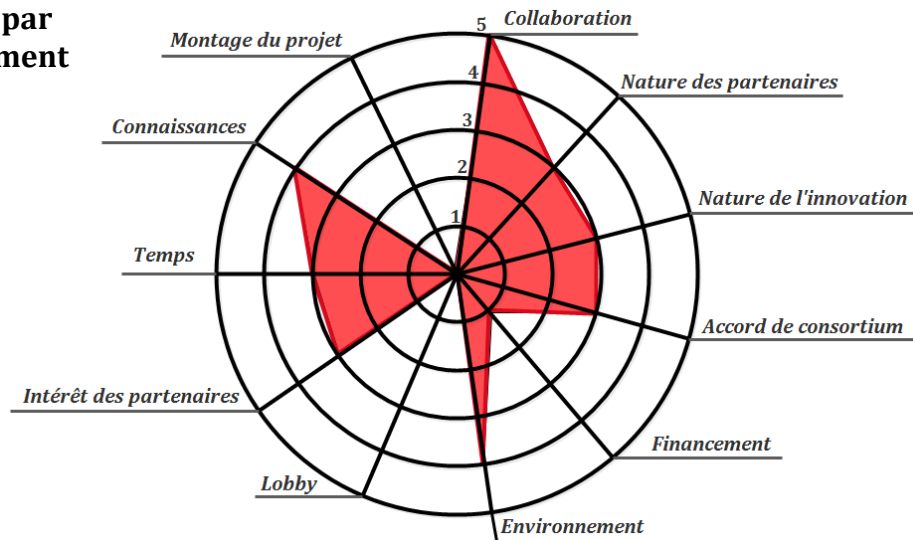 par
ment
5
Collaboration
Montage du projet
4
Nature des partenaires
3
Connaissances
2
Nature de l'innovation
1
Temps
Accord de consortium
Intérêt des partenaires
Financement
Lobby
Environnement